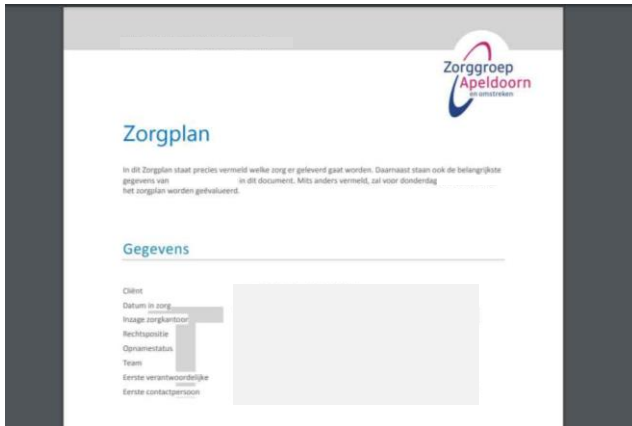 Zorggroep
Apeldoorn
en omstreken
Zorgplan
In dit Zorgplan staat precies vermeld welke zorg er geleverd gaat worden. Daarnaast staan ook de belangrijkste
gegevens van in dit document. Mits anders vermeld, zal voor donderdag
het zorgplan worden geëvalueerd.
Gegevens
Cliënt
Datum in zorg
Inzage zorgkantoor
Rechtspositie
Opnamestatus
Team
Eerste verantwoordelijke
Eerste contactpersoon